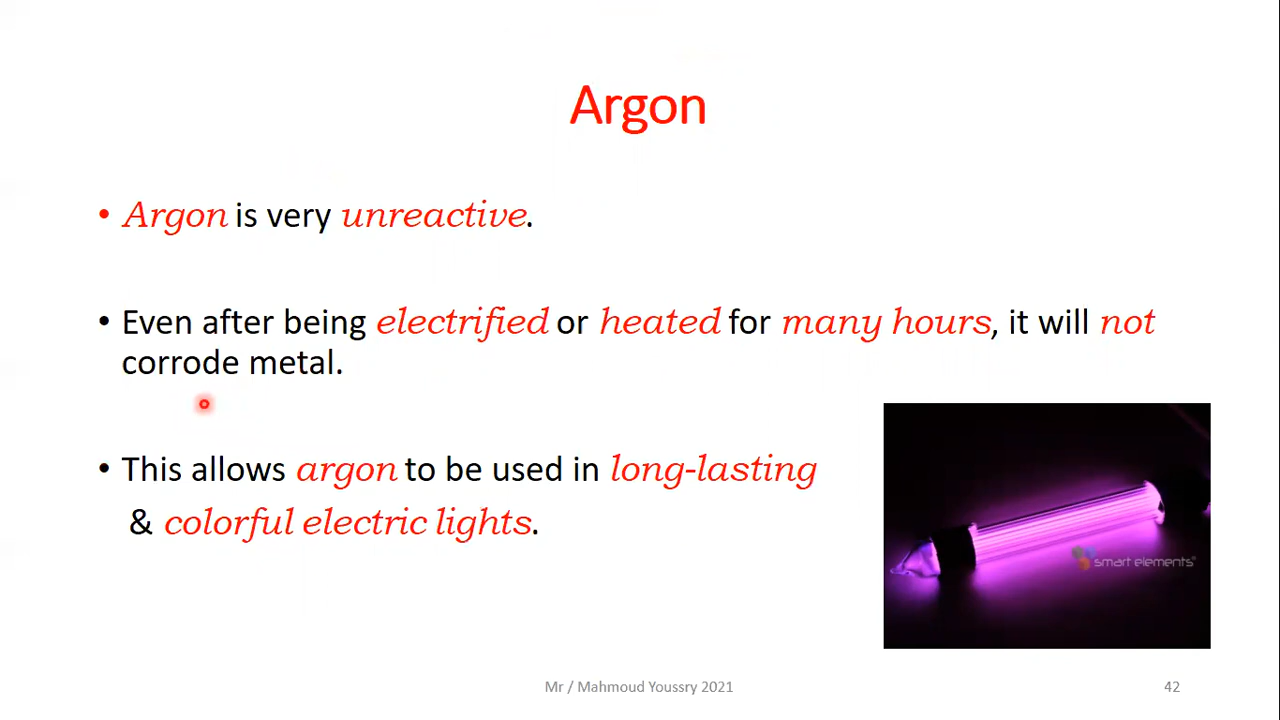 Argon
• Argon is very unreactive.
• Even after being electrified or heated for many hours, it will not
corrode metal.
• This allows argon to be used in long-lasting
& colorful electric lights.
smart elements
Mr / Mahmoud Youssry 2021
42